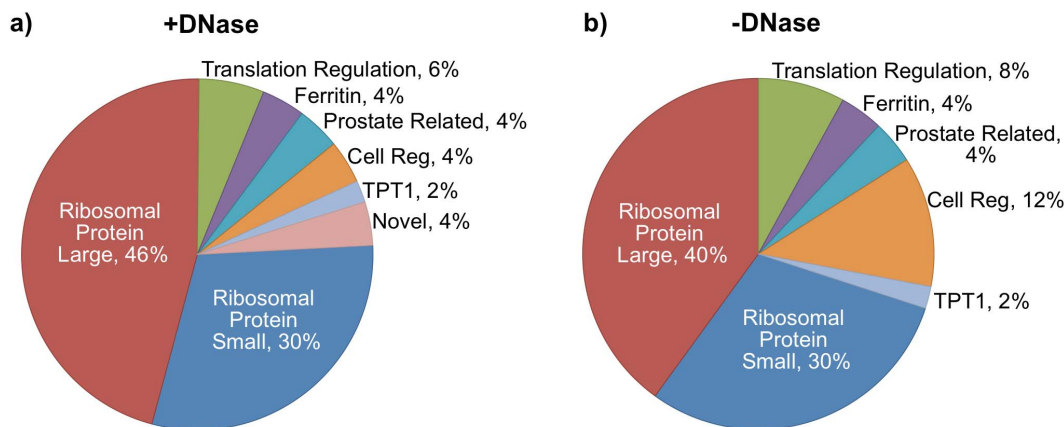 a)
+DNase
Translation Regulation, 6%
Ferritin, 4%
Prostate Related, 4%
Cell Reg, 4%
TPT1, 2%
Novel, 4%
Ribosomal
Protein
Large, 46%
Ribosomal
Protein
Small, 30%
b)
-DNase
Translation Regulation, 8%
Ferritin, 4%
Prostate Related,
4%
Cell Reg, 12%
TPT1, 2%
Ribosomal
Protein
Large, 40%
Ribosomal
Protein
Small, 30%